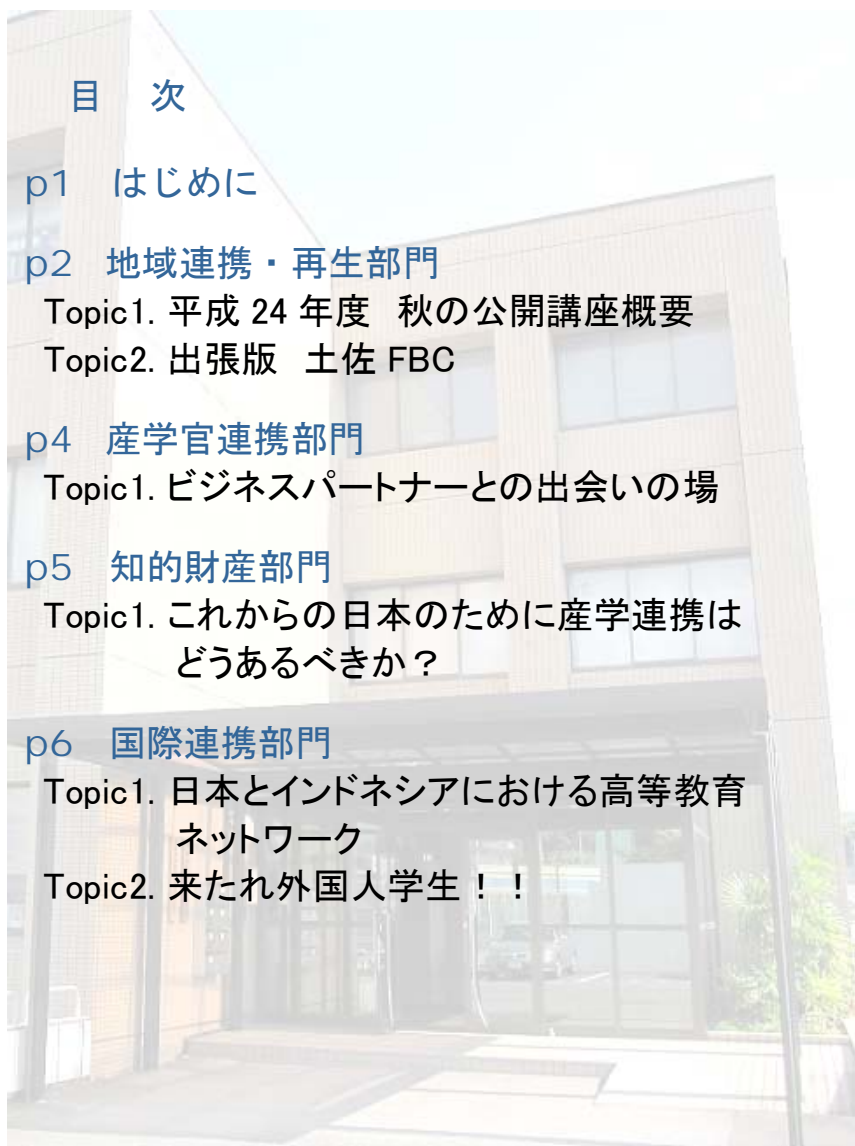 目　次
p1　はじめに
p2　地域連携・再生部門
Topic1. 平成 24 年度　秋の公開講座概要
Topic2. 出張版　土佐 FBC
p4　産学官連携部門
Topic1. ビジネスパートナーとの出会いの場
p5　知的財産部門
Topic1. これからの日本のために産学連携は
どうあるべきか？
p6　国際連携部門
Topic1. 日本とインドネシアにおける高等教育
ネットワーク
Topic2. 来たれ外国人学生！！